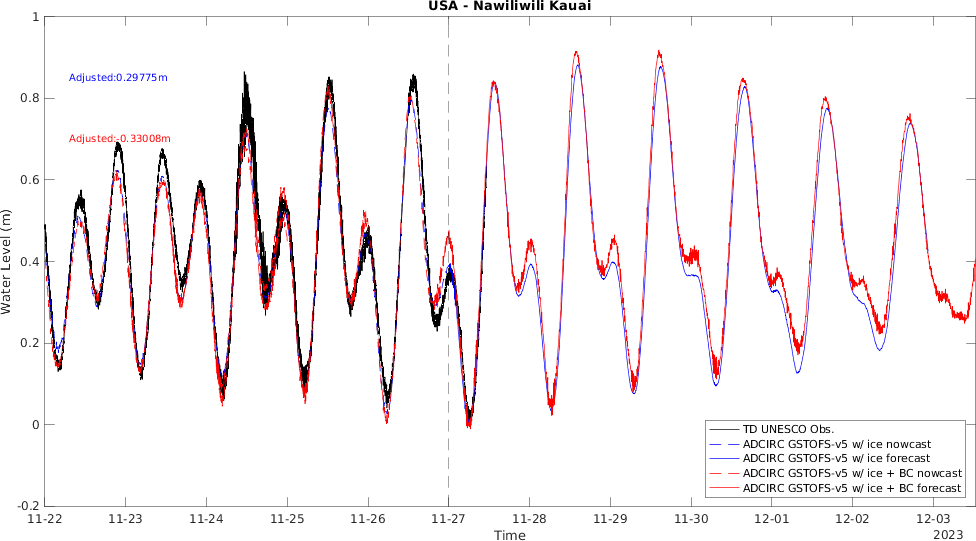 USA - Nawiliwili Kauai
1
0.8
0.6
0.4
0.2
0
-0.2
Water Level (m)
Adjusted:0.29775m
Adjusted:-0.33008m
TD UNESCO Obs.
ADCIRC GSTOFS-v5 w/ ice nowcast
ADCIRC GSTOFS-v5 w/ ice forecast
ADCIRC GSTOFS-v5 w/ ice + BC nowcast
ADCIRC GSTOFS-v5 w/ ice + BC forecast
11-22 11-23 11-24 11-25 11-26 11-27 11-28 11-29 11-30 12-01 12-02 12-03
Time
2023